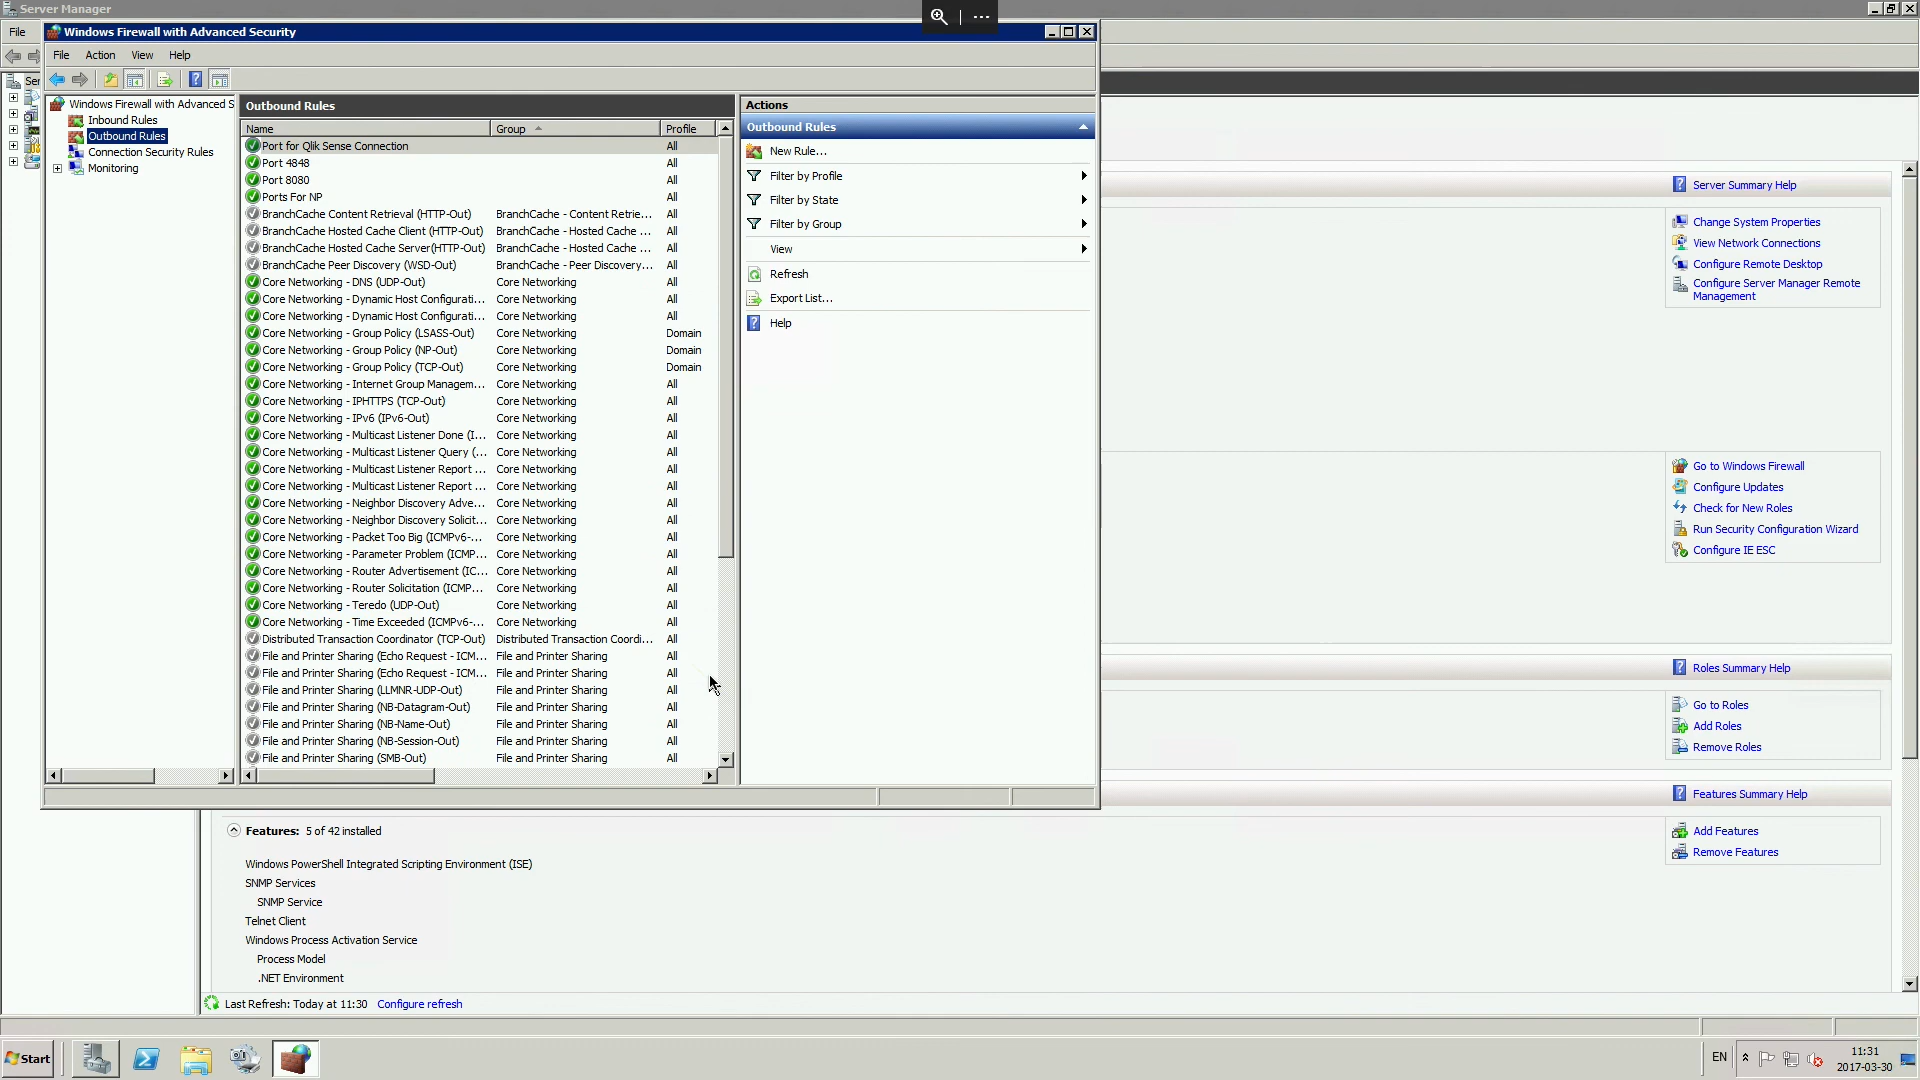 Server Manager
File
Windows Firewall with Advanced Security
File Action View Help
Ser
Windows Firewall with Advanced S
Inbound Rules
Outbound Rules
Connection Security Rules
Monitoring
Outbound Rules
Name Group Profile
Port for Qlik Sense Connection All
Port 4848 All
Port 8080 All
Ports For NP All
BranchCache Content Retrieval (HTTP-Out) BranchCache - Content Retrie... All
BranchCache Hosted Cache Client (HTTP-Out) BranchCache - Hosted Cache ... All
BranchCache Hosted Cache Server(HTTP-Out) BranchCache - Hosted Cache ... All
BranchCache Peer Discovery (WSD-Out) BranchCache - Peer Discovery... All
Core Networking - DNS (UDP-Out) Core Networking All
Core Networking - Dynamic Host Configurati... Core Networking All
Core Networking - Dynamic Host Configurati... Core Networking All
Core Networking - Group Policy (LSASS-Out) Core Networking Domain
Core Networking - Group Policy (NP-Out) Core Networking Domain
Core Networking - Group Policy (TCP-Out) Core Networking Domain
Core Networking - Internet Group Managem... Core Networking All
Core Networking - IPHTTPS (TCP-Out) Core Networking All
Core Networking - IPv6 (IPv6-Out) Core Networking All
Core Networking - Multicast Listener Done (I... Core Networking All
Core Networking - Multicast Listener Query (... Core Networking All
Core Networking - Multicast Listener Report ... Core Networking All
Core Networking - Multicast Listener Report ... Core Networking All
Core Networking - Neighbor Discovery Adve... Core Networking All
Core Networking - Neighbor Discovery Solicit... Core Networking All
Core Networking - Packet Too Big (ICMPv6-... Core Networking All
Core Networking - Parameter Problem (ICMP... Core Networking All
Core Networking - Router Advertisement (IC... Core Networking All
Core Networking - Router Solicitation (ICMP... Core Networking All
Core Networking - Teredo (UDP-Out) Core Networking All
Core Networking - Time Exceeded (ICMPv6-... Core Networking All
Distributed Transaction Coordinator (TCP-Out) Distributed Transaction Coordi... All
File and Printer Sharing (Echo Request - ICM... File and Printer Sharing All
File and Printer Sharing (Echo Request - ICM... File and Printer Sharing All
File and Printer Sharing (LLMNR-UDP-Out) File and Printer Sharing All
File and Printer Sharing (NB-Datagram-Out) File and Printer Sharing All
File and Printer Sharing (NB-Name-Out) File and Printer Sharing All
File and Printer Sharing (NB-Session-Out) File and Printer Sharing All
File and Printer Sharing (SMB-Out) File and Printer Sharing All
Actions
Outbound Rules
New Rule...
Filter by Profile
Filter by State
Filter by Group
View
Refresh
Export List...
Help
Server Summary Help
Change System Properties
View Network Connections
Configure Remote Desktop
Configure Server Manager Remote
Management
Go to Windows Firewall
Configure Updates
Check for New Roles
Run Security Configuration Wizard
Configure IE ESC
Roles Summary Help
Go to Roles
Add Roles
Remove Roles
Features Summary Help
Add Features
Remove Features
Features: 5 of 42 installed
Windows PowerShell Integrated Scripting Environment (ISE)
SNMP Services
SNMP Service
Telnet Client
Windows Process Activation Service
Process Model
.NET Environment
Last Refresh: Today at 11:30 Configure refresh
Start
EN
11:31
2017-03-30